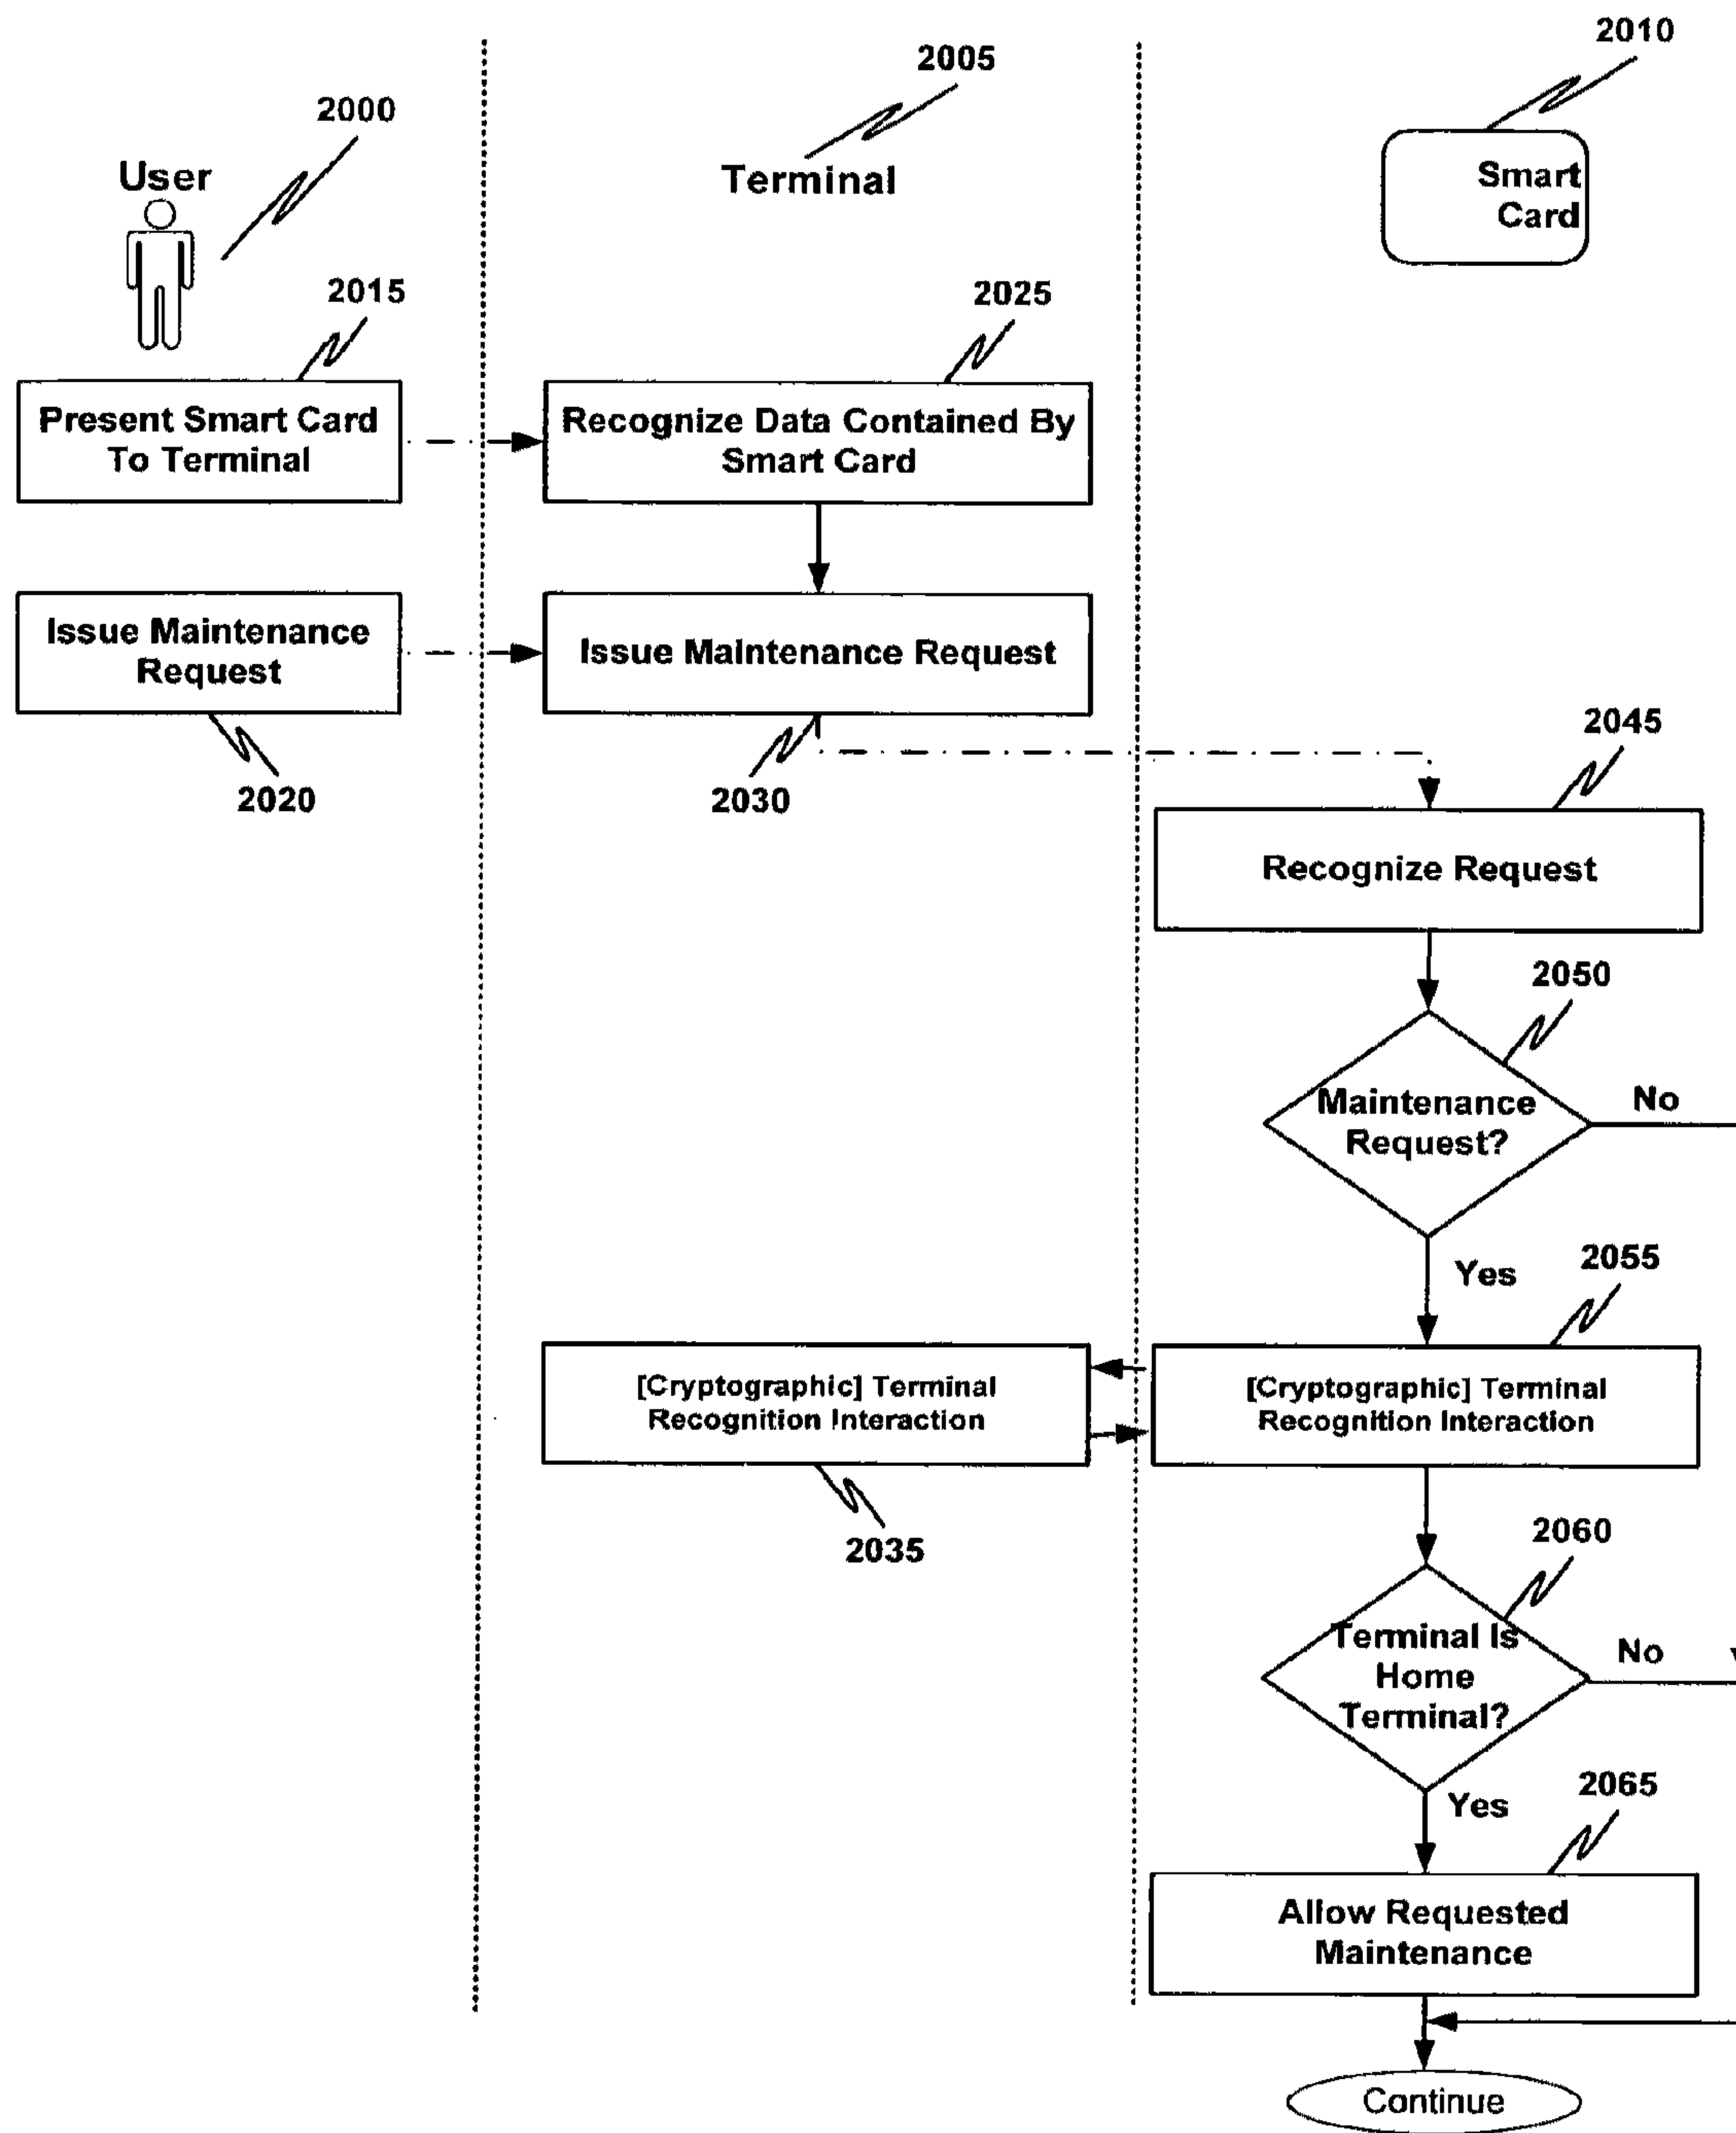 2010
2005
2000
User
Terminal
Smart
Card
2015
2025
Present Smart Card
To Terminal
Recognize Data Contained By
Smart Card
Issue Maintenance
Request
Issue Maintenance Request
2020
2030
2045
Recognize Request
2050
Maintenance
Request?
No
Yes
2055
[Cryptographic] Terminal
Recognition Interaction
[Cryptographic] Terminal
Recognition Interaction
2035
2060
Terminal Is
Home
Terminal?
No
Yes
2065
Allow Requested
Maintenance
Continue